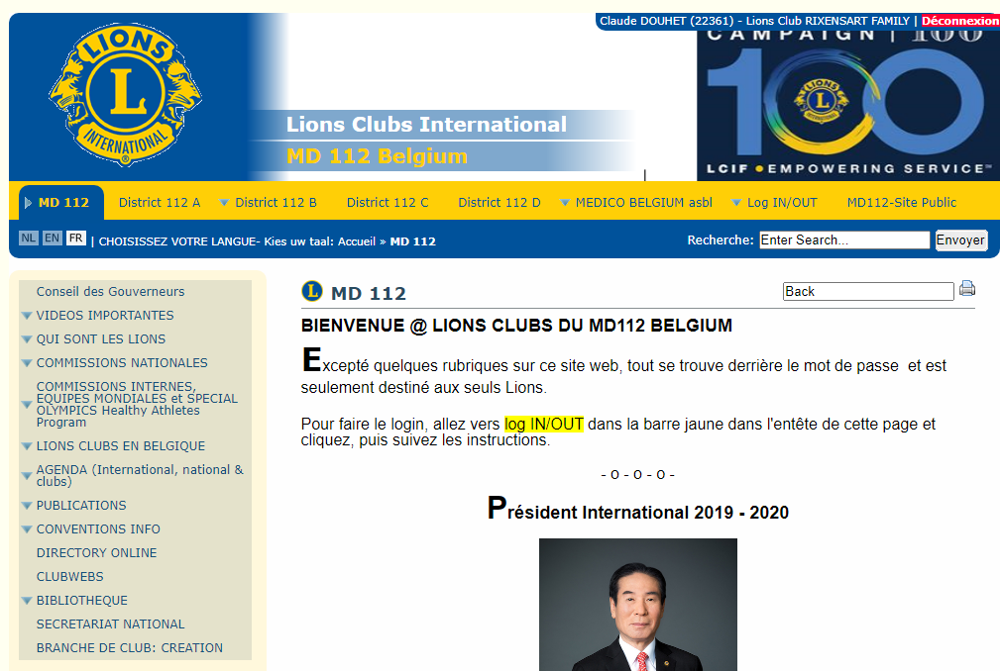 Claude DOUHET (22361) - Lions Club RIXENSART FAMILY | Déconnexion
LIONS
L
INTERNATIONAL
®
Lions Clubs International
MD 112 Belgium
CAMPAIGN | 100
100
LIONS
L
INTERNATIONAL
LCIF • EMPOWERING SERVICE™
MD 112
District 112 A
District 112 B
District 112 C
District 112 D
MEDICO BELGIUM asbl
Log IN/OUT
MD112-Site Public
NL EN FR | CHOISISSEZ VOTRE LANGUE- Kies uw taal: Accueil » MD 112
Recherche: Enter Search... Envoyer
Conseil des Gouverneurs
VIDEOS IMPORTANTES
QUI SONT LES LIONS
COMMISSIONS NATIONALES
COMMISSIONS INTERNES,
EQUIPES MONDIALES et SPECIAL
OLYMPICS Healthy Athletes
Program
LIONS CLUBS EN BELGIQUE
AGENDA (International, national &
clubs)
PUBLICATIONS
CONVENTIONS INFO
DIRECTORY ONLINE
CLUBWEBS
BIBLIOTHEQUE
SECRETARIAT NATIONAL
BRANCHE DE CLUB: CREATION
L MD 112
Back
BIENVENUE @ LIONS CLUBS DU MD112 BELGIUM
Excepté quelques rubriques sur ce site web, tout se trouve derrière le mot de passe et est
seulement destiné aux seuls Lions.
Pour faire le login, allez vers log IN/OUT dans la barre jaune dans l'entête de cette page et
cliquez, puis suivez les instructions.
- o - o - o -
Président International 2019 - 2020